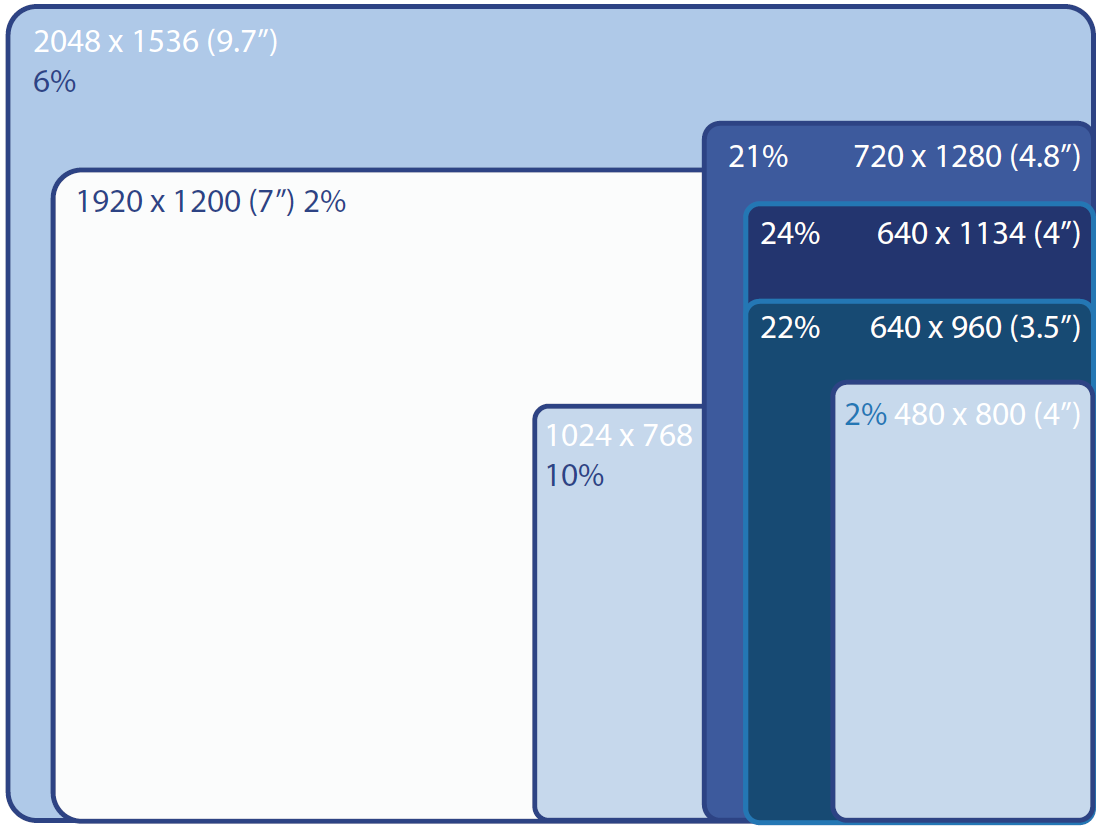 2048 x 1536 (9.7”)
6%
21% 720 x 1280 (4.8”)
1920 x 1200 (7”) 2%
24% 640 x 1134 (4”)
22% 640 x 960 (3.5”)
2% 480 x 800 (4”)
1024 x 768
10%